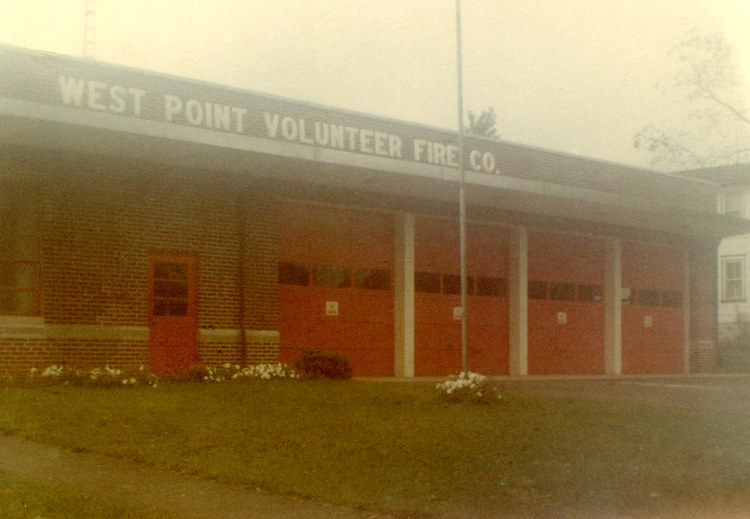 WEST POINT VOLUNTEER FIRE CO.